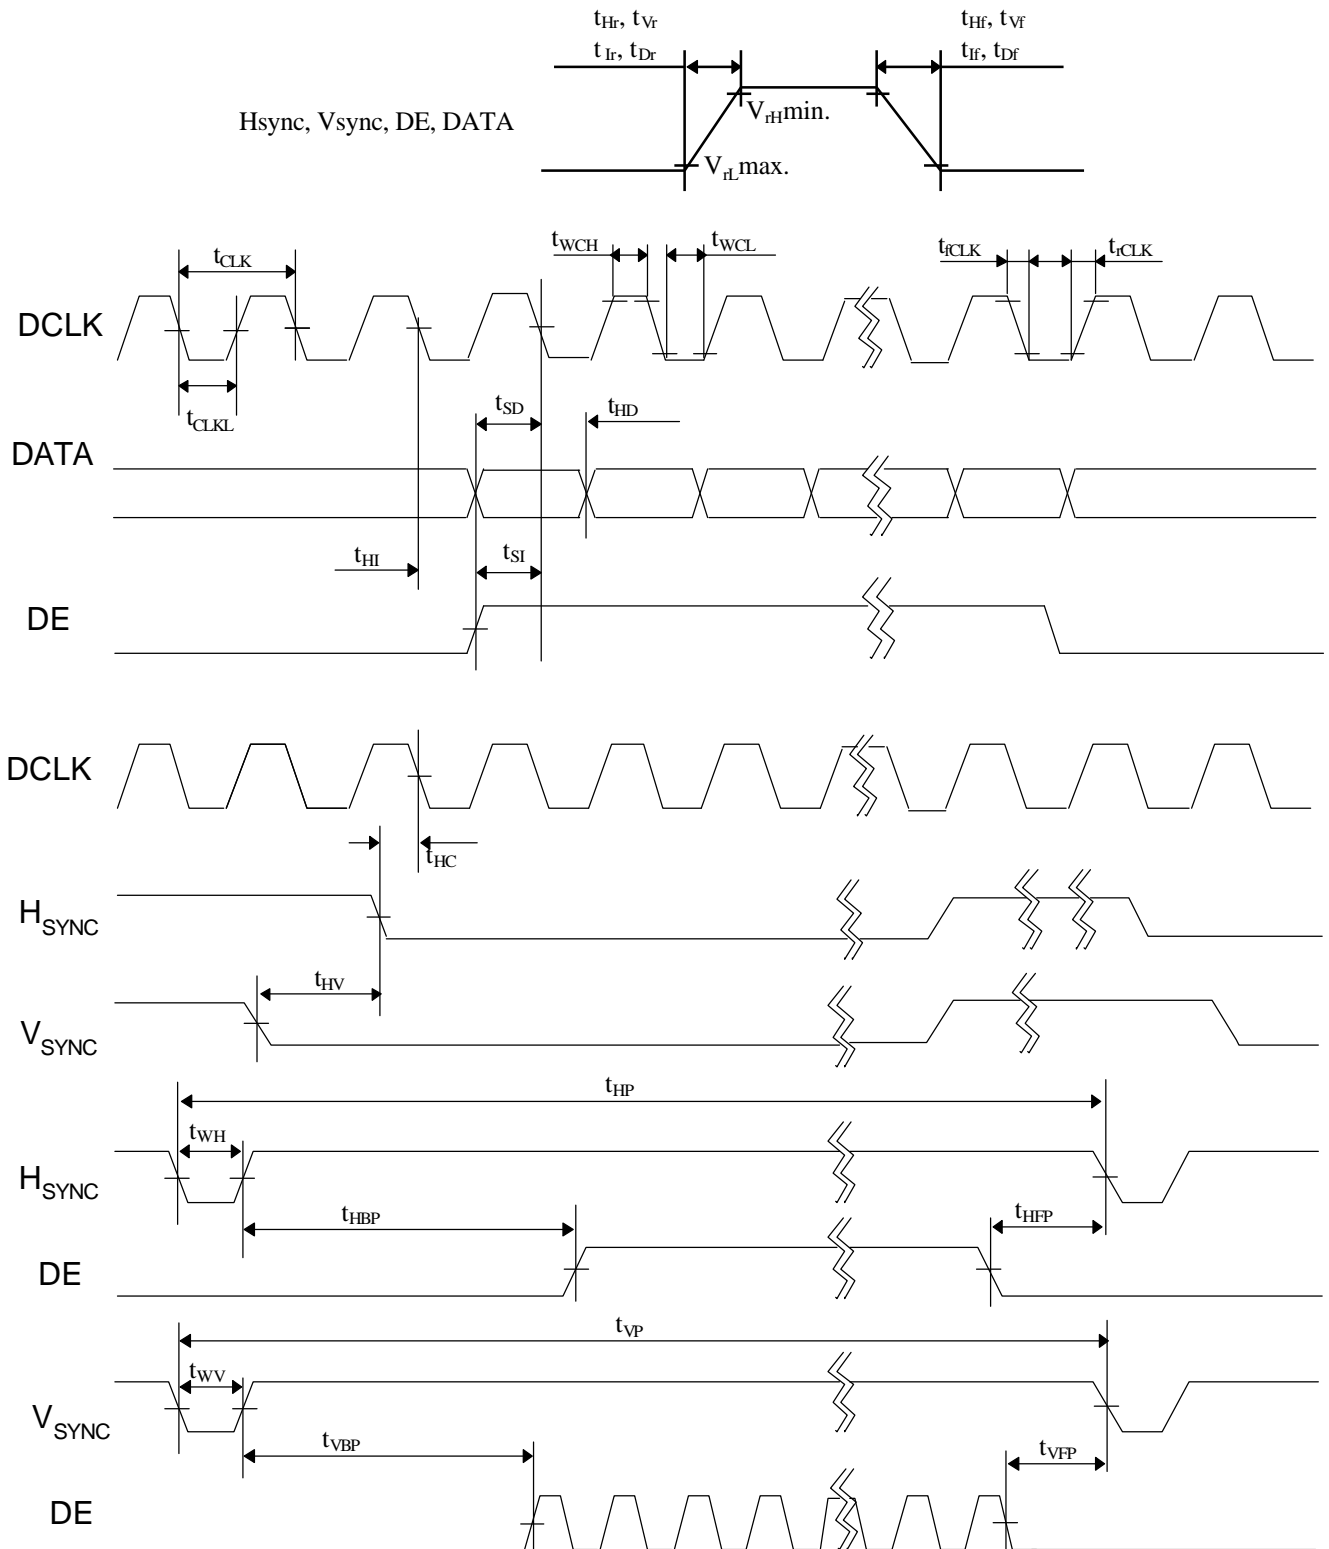 tHr, tVr
tHf, tVf
tIr, tDr
tIf, tDf
Hsync, Vsync, DE, DATA
VrHmin.
VrLmax.
tCLK
tWCH
tWCL
tfCLK
trCLK
DCLK
tCLKL
tSD
tHD
DATA
tHI
tSI
DE
DCLK
tHC
HSYNC
tHV
VSYNC
tHP
tWH
HSYNC
tHBP
tHFP
DE
tVP
tWV
VSYNC
tVBP
tVFP
DE